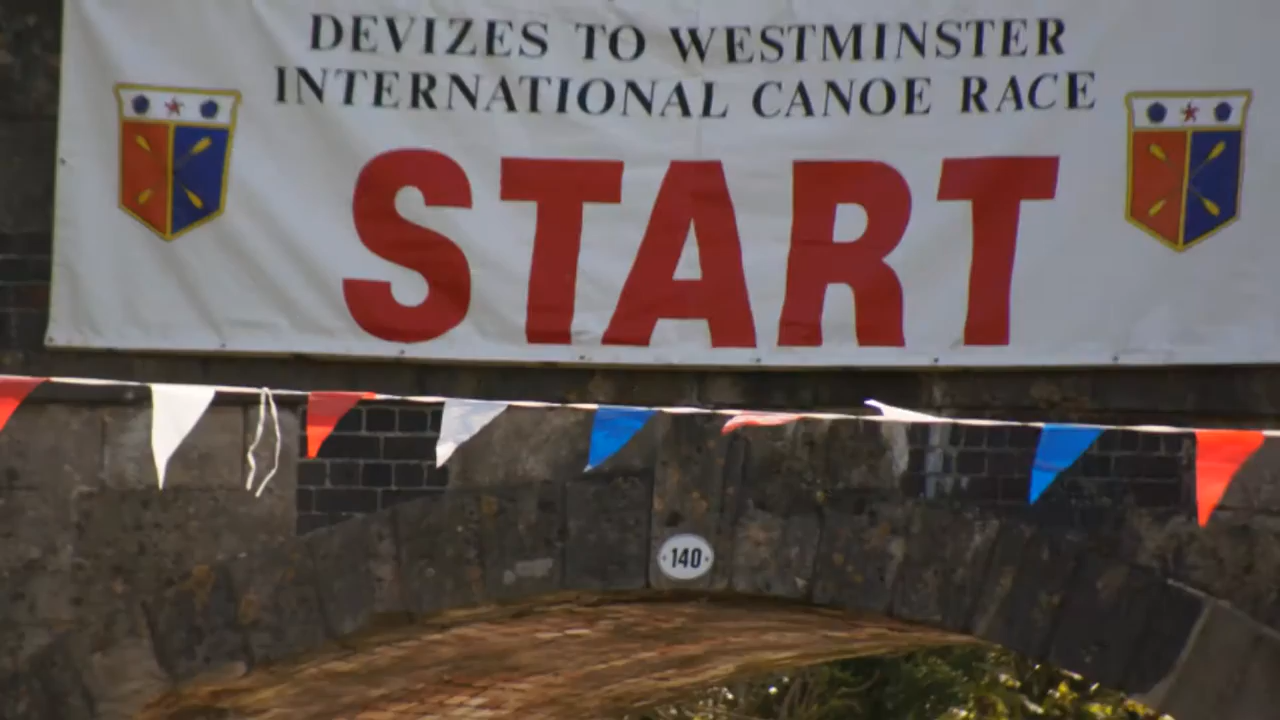 DEVIZES TO WESTMINSTER
INTERNATIONAL CANOE RACE
START
140